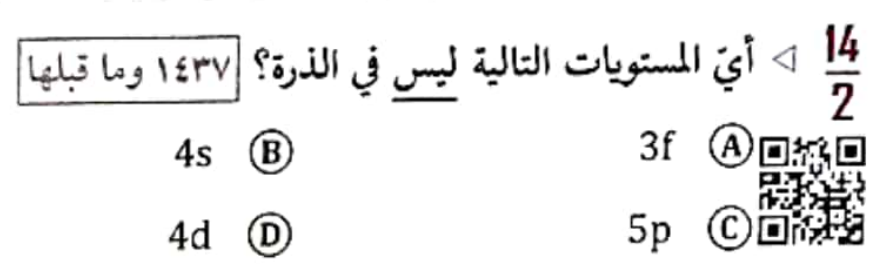 14/2 ◁ أيّ المستويات التالية ليس في الذرة؟ ١٤٣٧ وما قبلها
Ⓐ 3f Ⓑ 4s
Ⓒ 5p Ⓓ 4d